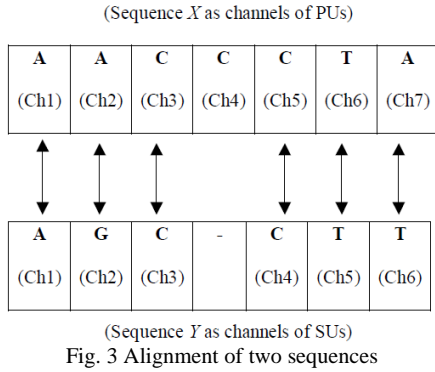 (Sequence X as channels of PUs)
A A C C C T A
(Ch1) (Ch2) (Ch3) (Ch4) (Ch5) (Ch6) (Ch7)
A G C - C T T
(Ch1) (Ch2) (Ch3) (Ch4) (Ch5) (Ch6)
(Sequence Y as channels of SUs)
Fig. 3 Alignment of two sequences